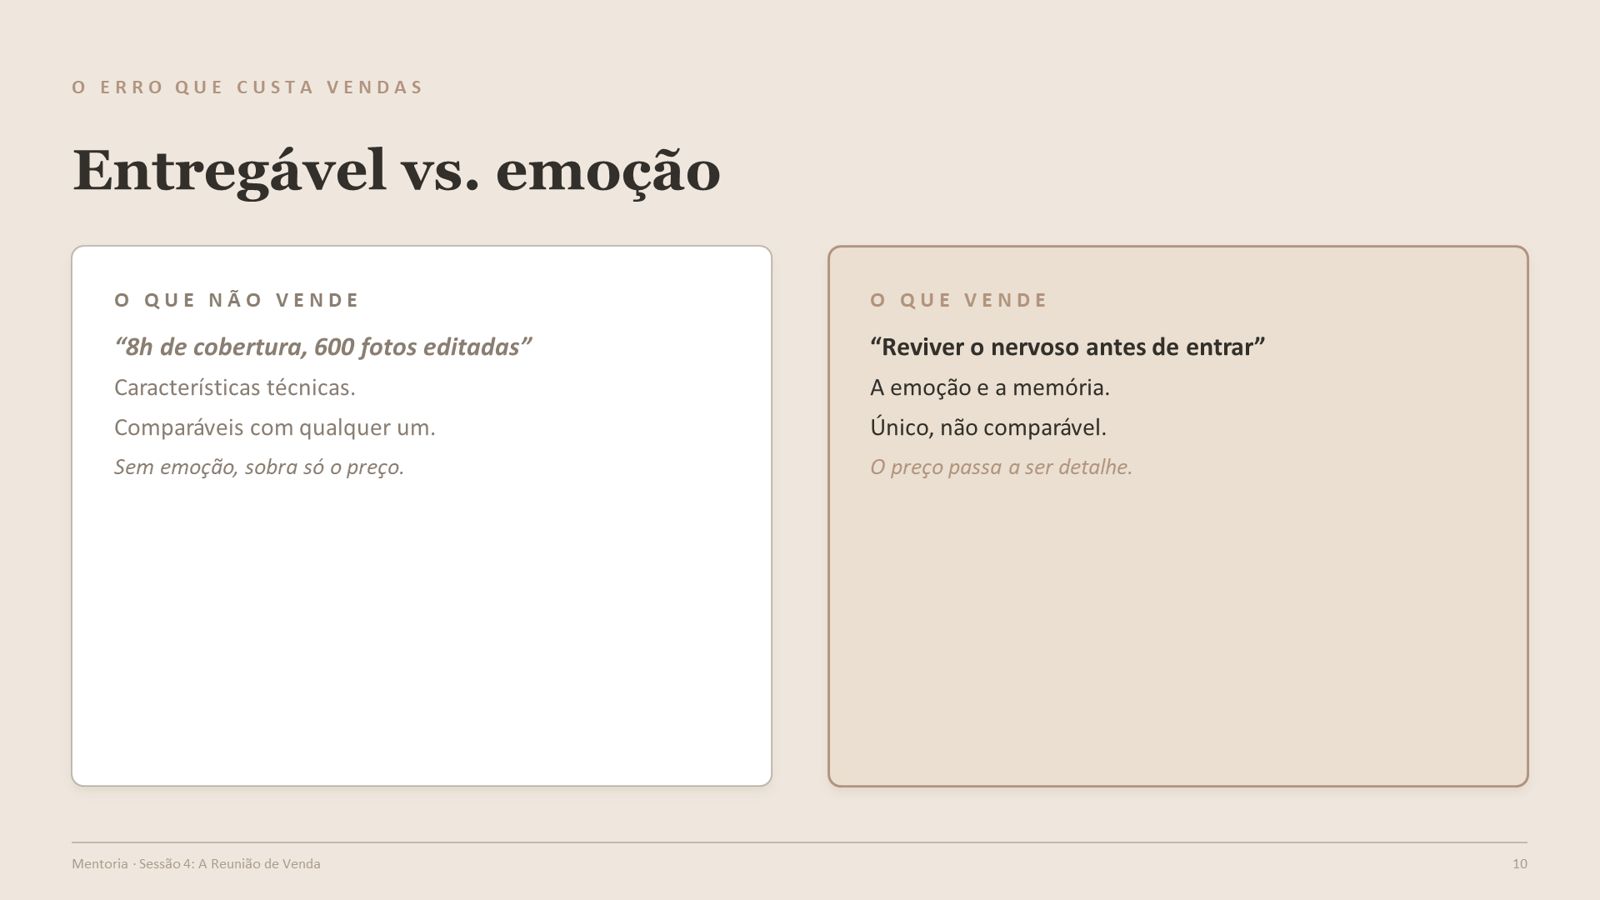 O ERRO QUE CUSTA VENDAS
Entregável vs. emoção
O QUE NÃO VENDE
“8h de cobertura, 600 fotos editadas”
Características técnicas.
Comparáveis com qualquer um.
Sem emoção, sobra só o preço.
O QUE VENDE
“Reviver o nervoso antes de entrar”
A emoção e a memória.
Único, não comparável.
O preço passa a ser detalhe.
Mentoria · Sessão 4: A Reunião de Venda
10